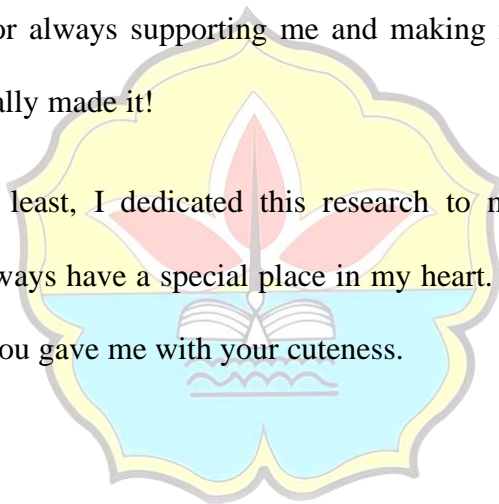 or always supporting me and making
ally made it!
least, I dedicated this research to
ways have a special place in my heart.
ou gave me with your cuteness.